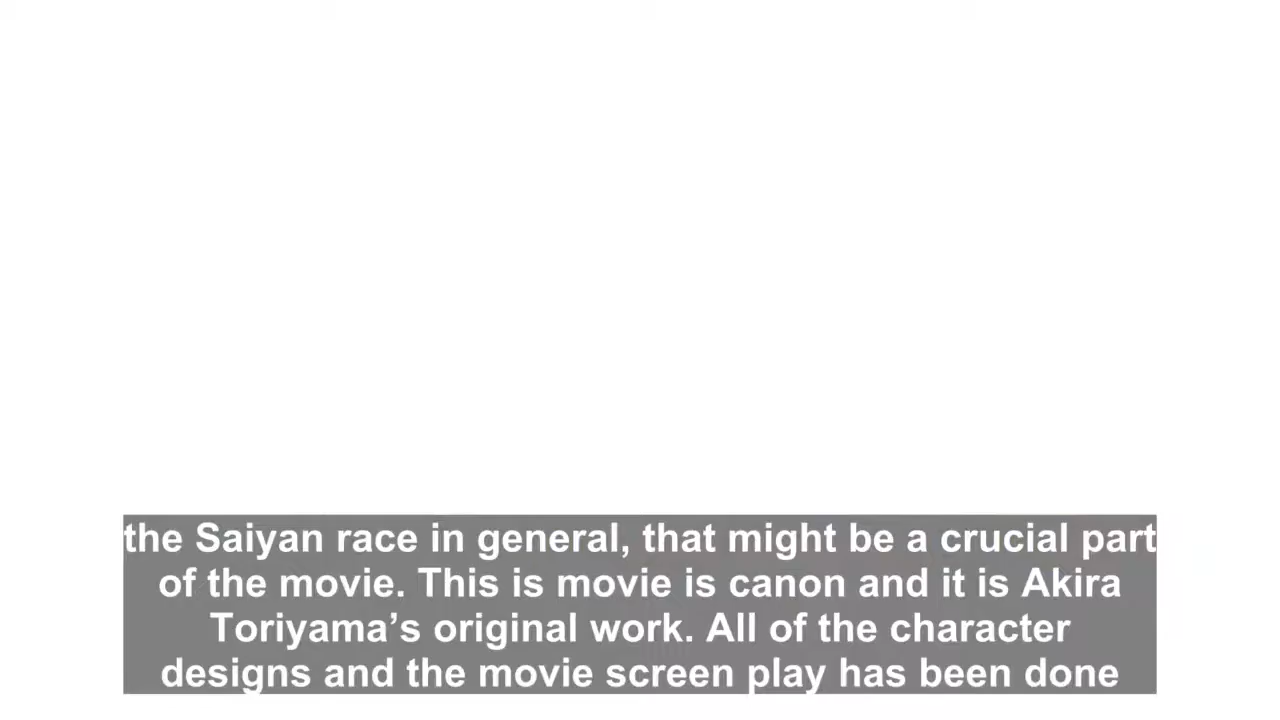 the Saiyan race in general, that might be a crucial part
of the movie. This is movie is canon and it is Akira
Toriyama’s original work. All of the character
designs and the movie screen play has been done